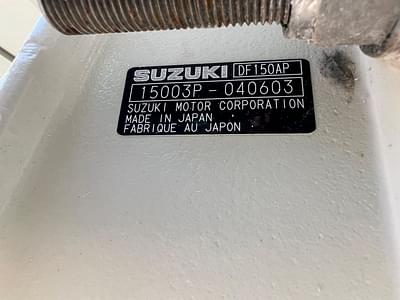 SUZUKI DF150AP
15003P-040603
SUZUKI MOTOR CORPORATION
MADE IN JAPAN
FABRIQUE AU JAPON